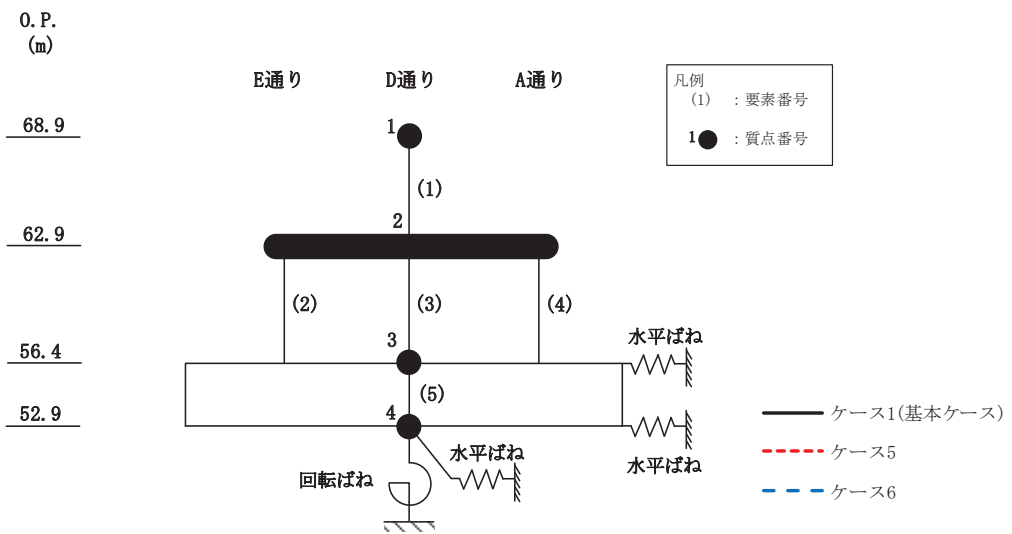 O.P.
(m)
E通り
D通り
A通り
凡例
(1) : 要素番号
1 : 質点番号
68.9
1
(1)
62.9
2
(2)
(3)
(4)
56.4
3
水平ばね
(5)
52.9
4
水平ばね
水平ばね
回転ばね
ケース1(基本ケース)
ケース5
ケース6